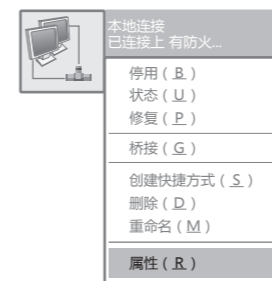 本地连接
已连接上 有防火...
停用（B）
状态（U）
修复（P）
桥接（G）
创建快捷方式（S）
删除（D）
重命名（M）
属性（R）